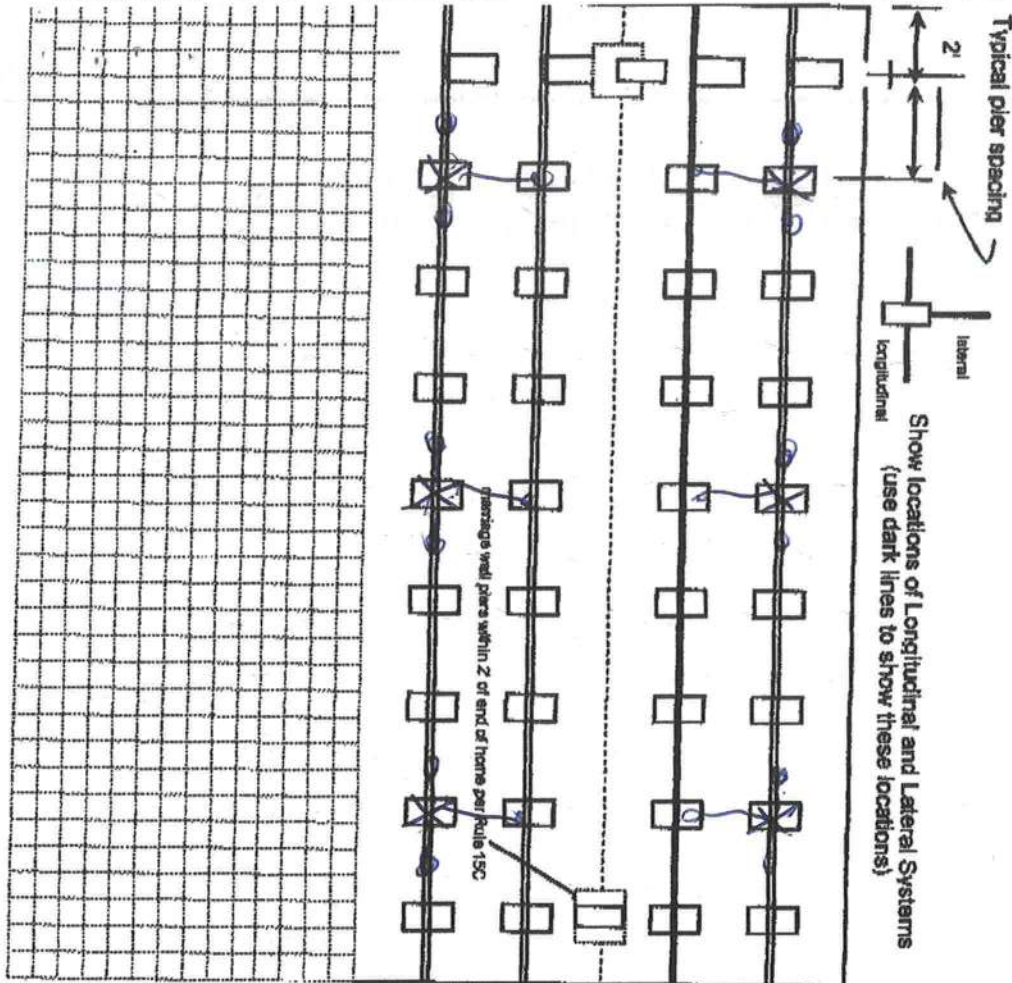 Typical pier spacing
2'
lateral
longitudinal
Show locations of Longitudinal and Lateral Systems
(use dark lines to show these locations)
marriage wall piers within 2' of end of home per Rule 15C